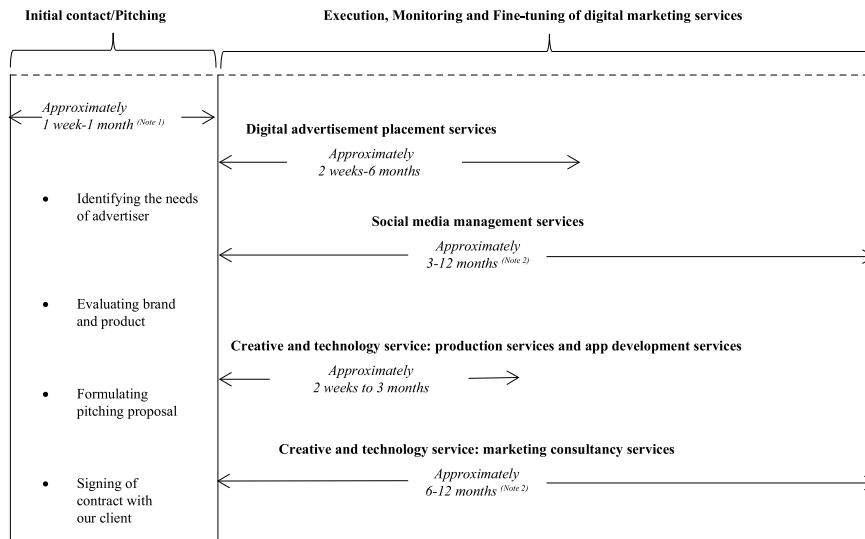 Initial contact/Pitching
Execution, Monitoring and Fine-tuning of digital marketing services
Approximately
1 week-1 month (Note 1)
• Identifying the needs
of advertiser
• Evaluating brand
and product
• Formulating
pitching proposal
• Signing of
contract with
our client
Digital advertisement placement services
Approximately
2 weeks-6 months
Social media management services
Approximately
3-12 months (Note 2)
Creative and technology service: production services and app development services
Approximately
2 weeks to 3 months
Creative and technology service: marketing consultancy services
Approximately
6-12 months (Note 2)